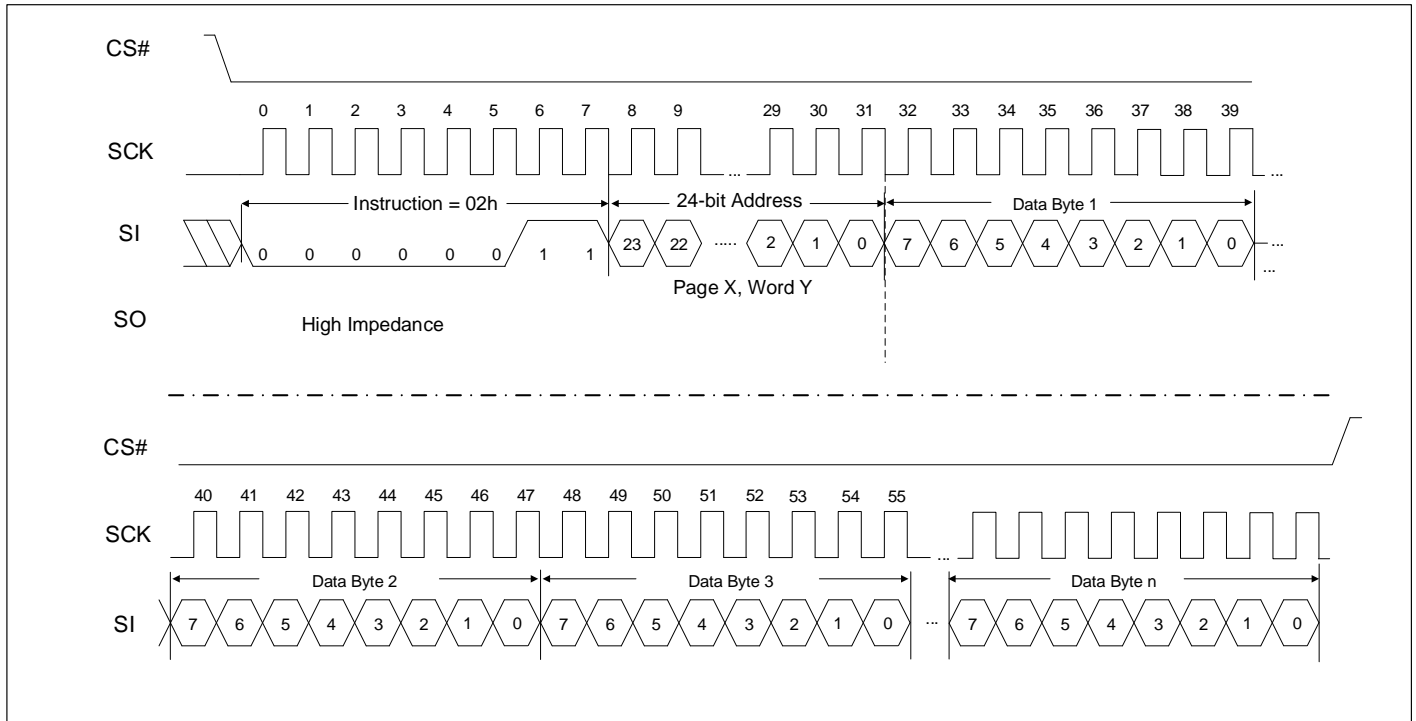 CS#
0 1 2 3 4 5 6 7 8 9 29 30 31 32 33 34 35 36 37 38 39
SCK
... ...
Instruction = 02h 24-bit Address Data Byte 1
SI
0 0 0 0 0 0 1 1 23 22 ..... 2 1 0 7 6 5 4 3 2 1 0 ...
...
Page X, Word Y
SO
High Impedance
CS#
40 41 42 43 44 45 46 47 48 49 50 51 52 53 54 55
SCK
...
Data Byte 2 Data Byte 3 Data Byte n
SI
7 6 5 4 3 2 1 0 7 6 5 4 3 2 1 0 ... 7 6 5 4 3 2 1 0